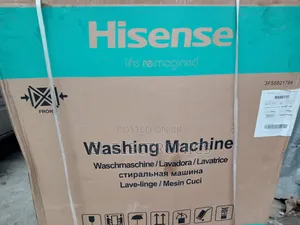 Hisense
life reimagined
FRONT
Washing Machine
Waschmaschine / Lavadora / Lavatrice
стиральная машина
Lave-linge / Mesin Cuci